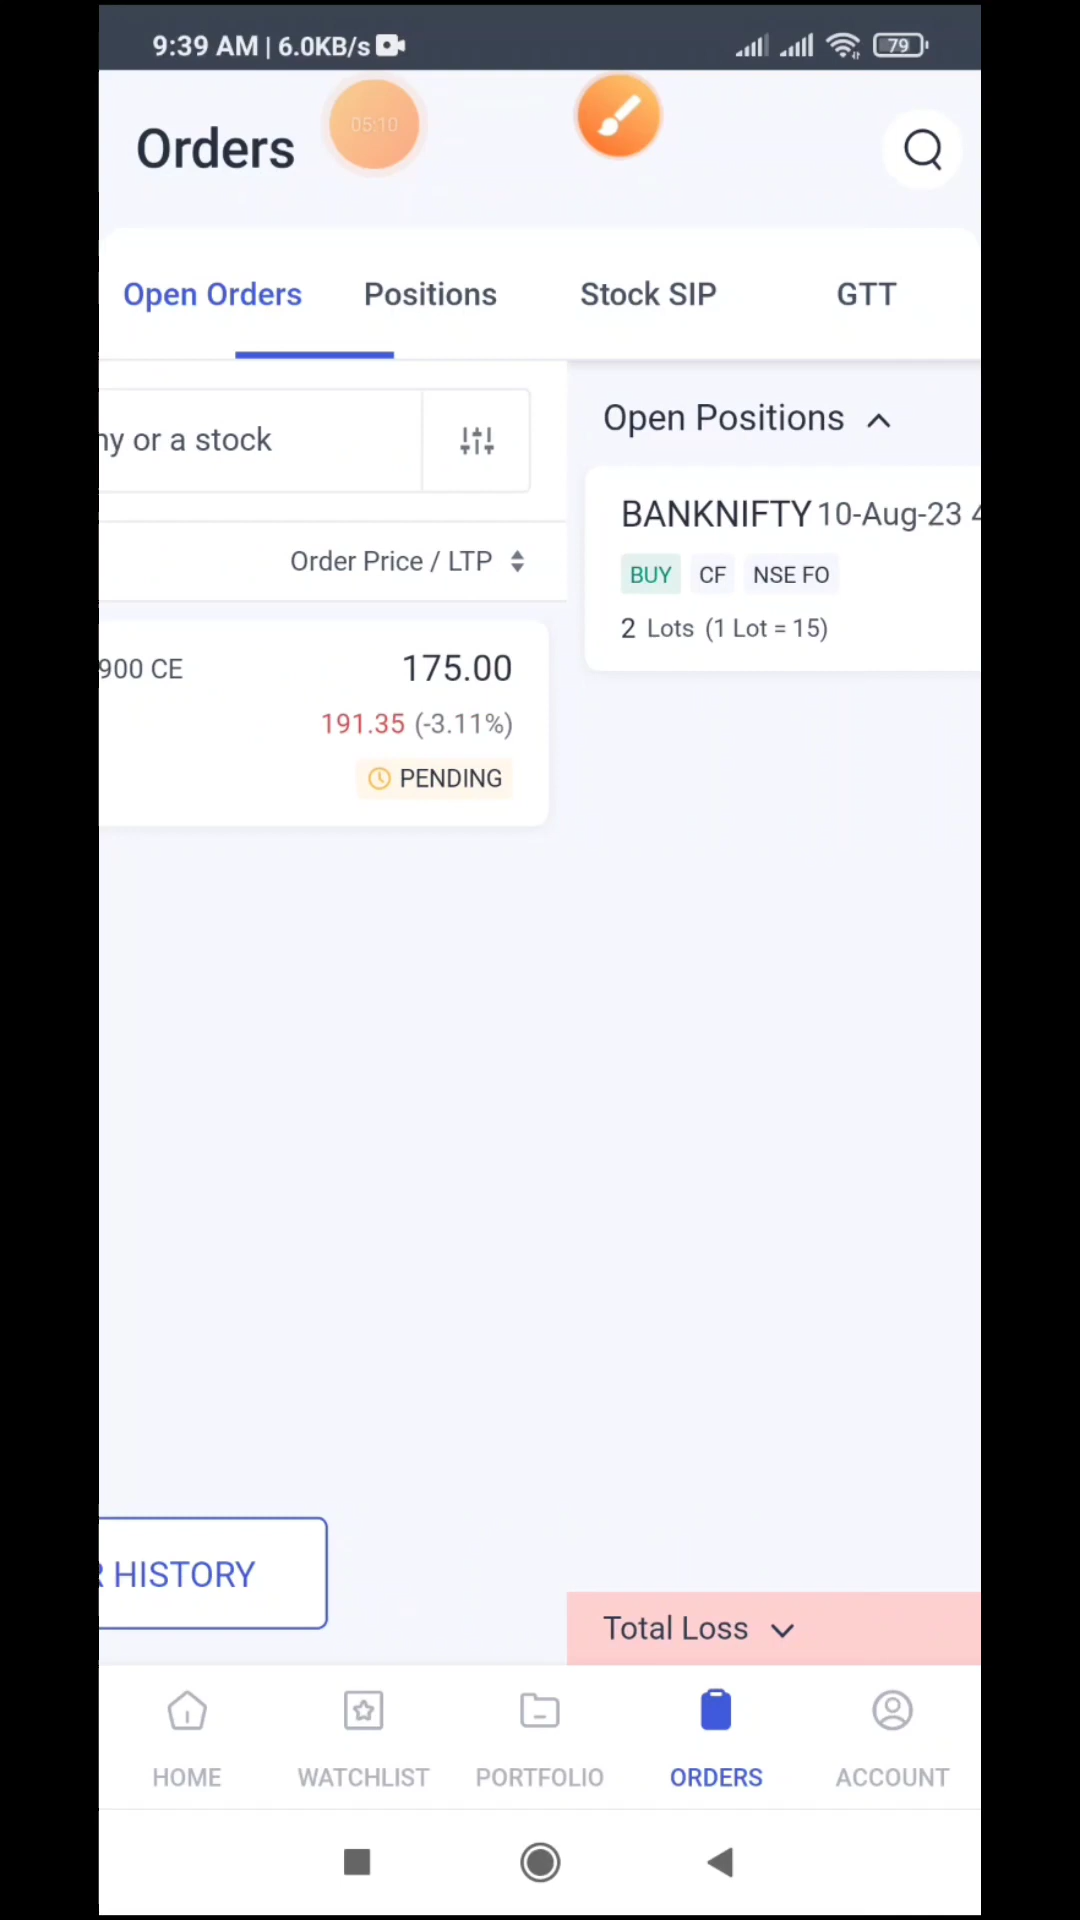 9:39 AM | 6.0KB/s
79
05:10
Orders
Open Orders Positions Stock SIP GTT
ny or a stock
Order Price / LTP
900 CE 175.00
191.35 (-3.11%)
PENDING
R HISTORY
Open Positions
BANKNIFTY 10-Aug-23 4
BUY CF NSE FO
2 Lots (1 Lot = 15)
Total Loss
HOME WATCHLIST PORTFOLIO ORDERS ACCOUNT